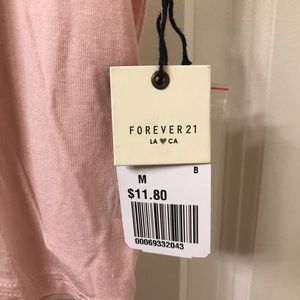 FOREVER 21
LA ♥ CA
M B
$11.80
00069332043